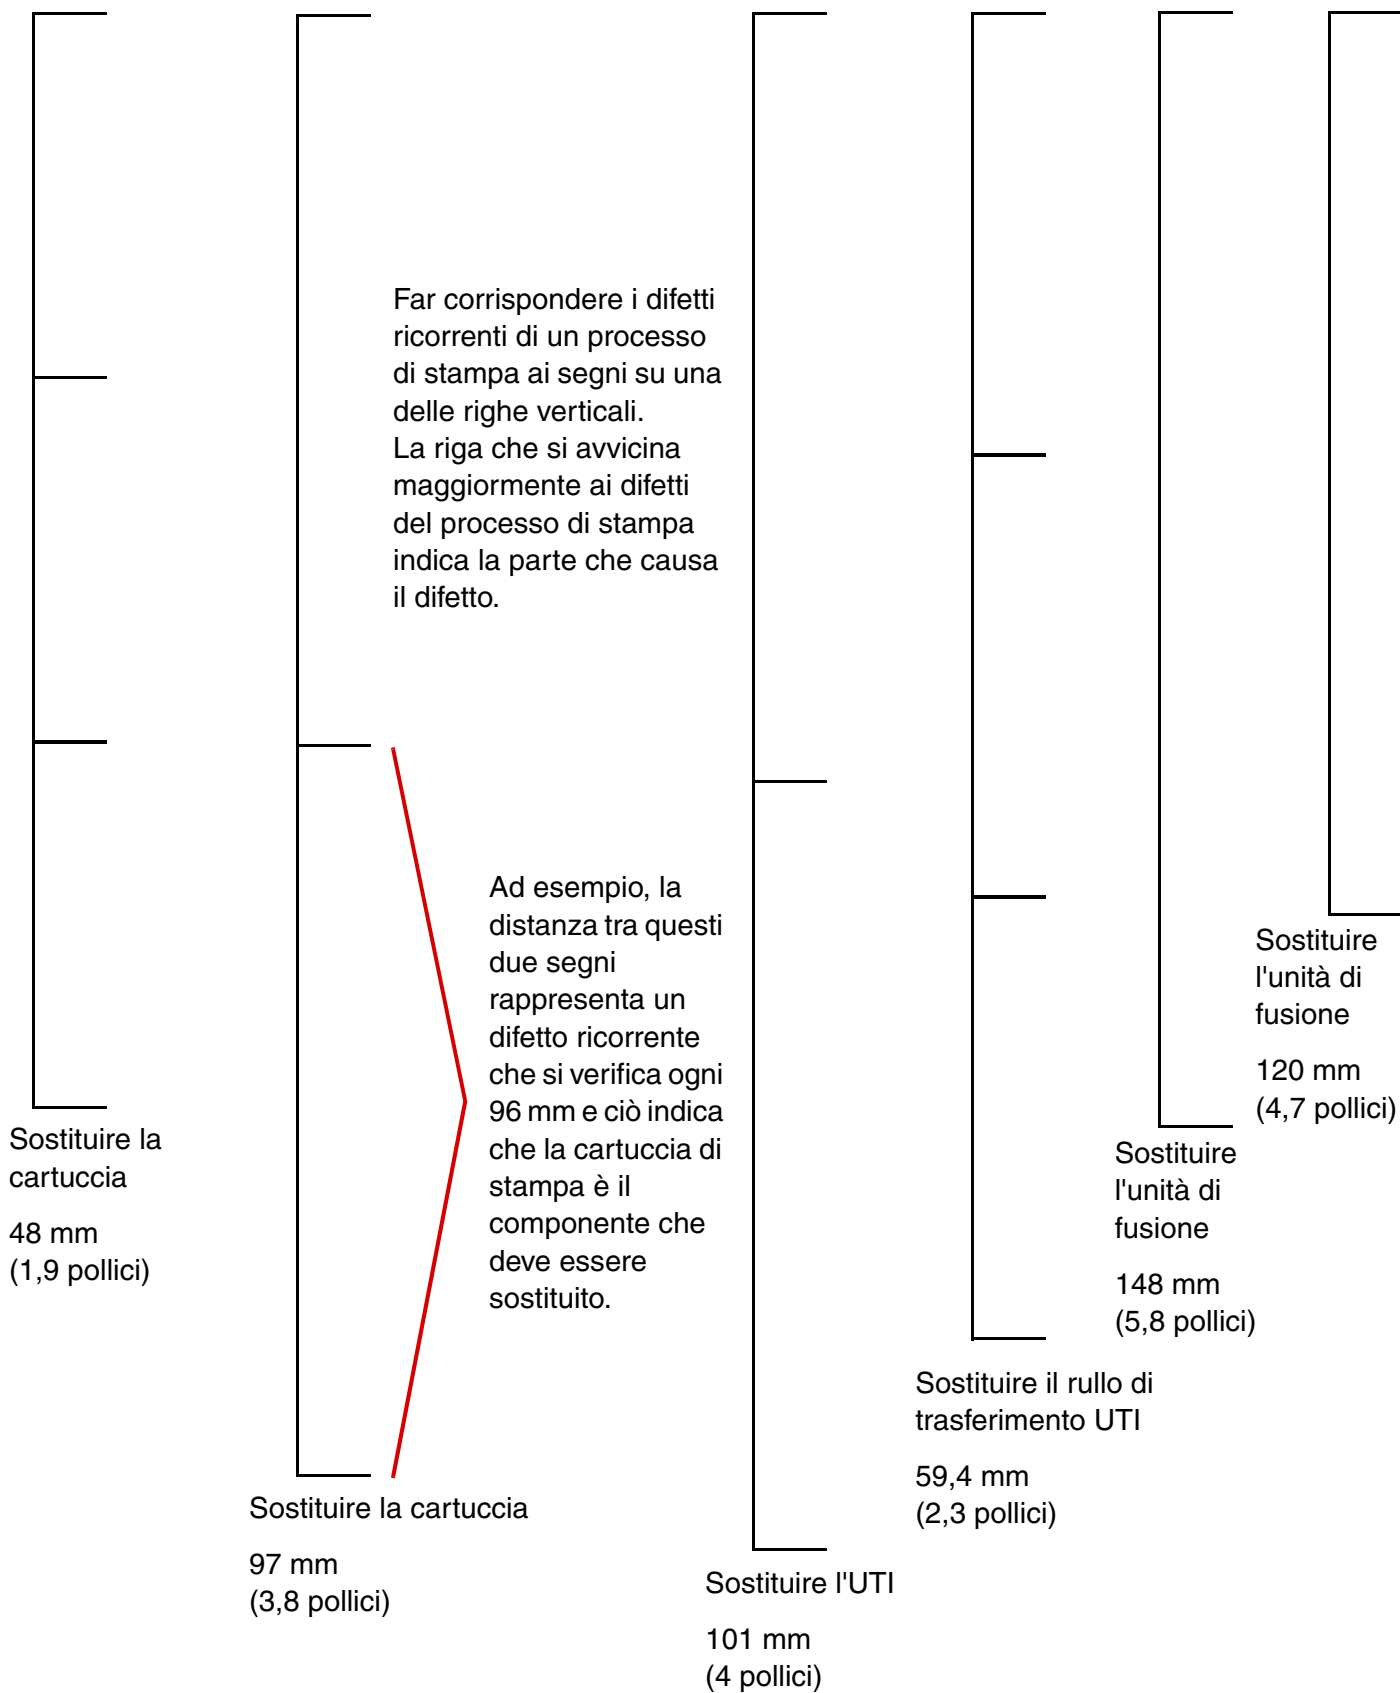 Far corrispondere i difetti
ricorrenti di un processo
di stampa ai segni su una
delle righe verticali.
La riga che si avvicina
maggiormente ai difetti
del processo di stampa
indica la parte che causa
il difetto.
Ad esempio, la
distanza tra questi
due segni
rappresenta un
difetto ricorrente
che si verifica ogni
96 mm e ciò indica
che la cartuccia di
stampa è il
componente che
deve essere
sostituito.
Sostituire la
cartuccia
48 mm
(1,9 pollici)
Sostituire la cartuccia
97 mm
(3,8 pollici)
Sostituire l'UTI
101 mm
(4 pollici)
Sostituire il rullo di
trasferimento UTI
59,4 mm
(2,3 pollici)
Sostituire
l'unità di
fusione
148 mm
(5,8 pollici)
Sostituire
l'unità di
fusione
120 mm
(4,7 pollici)